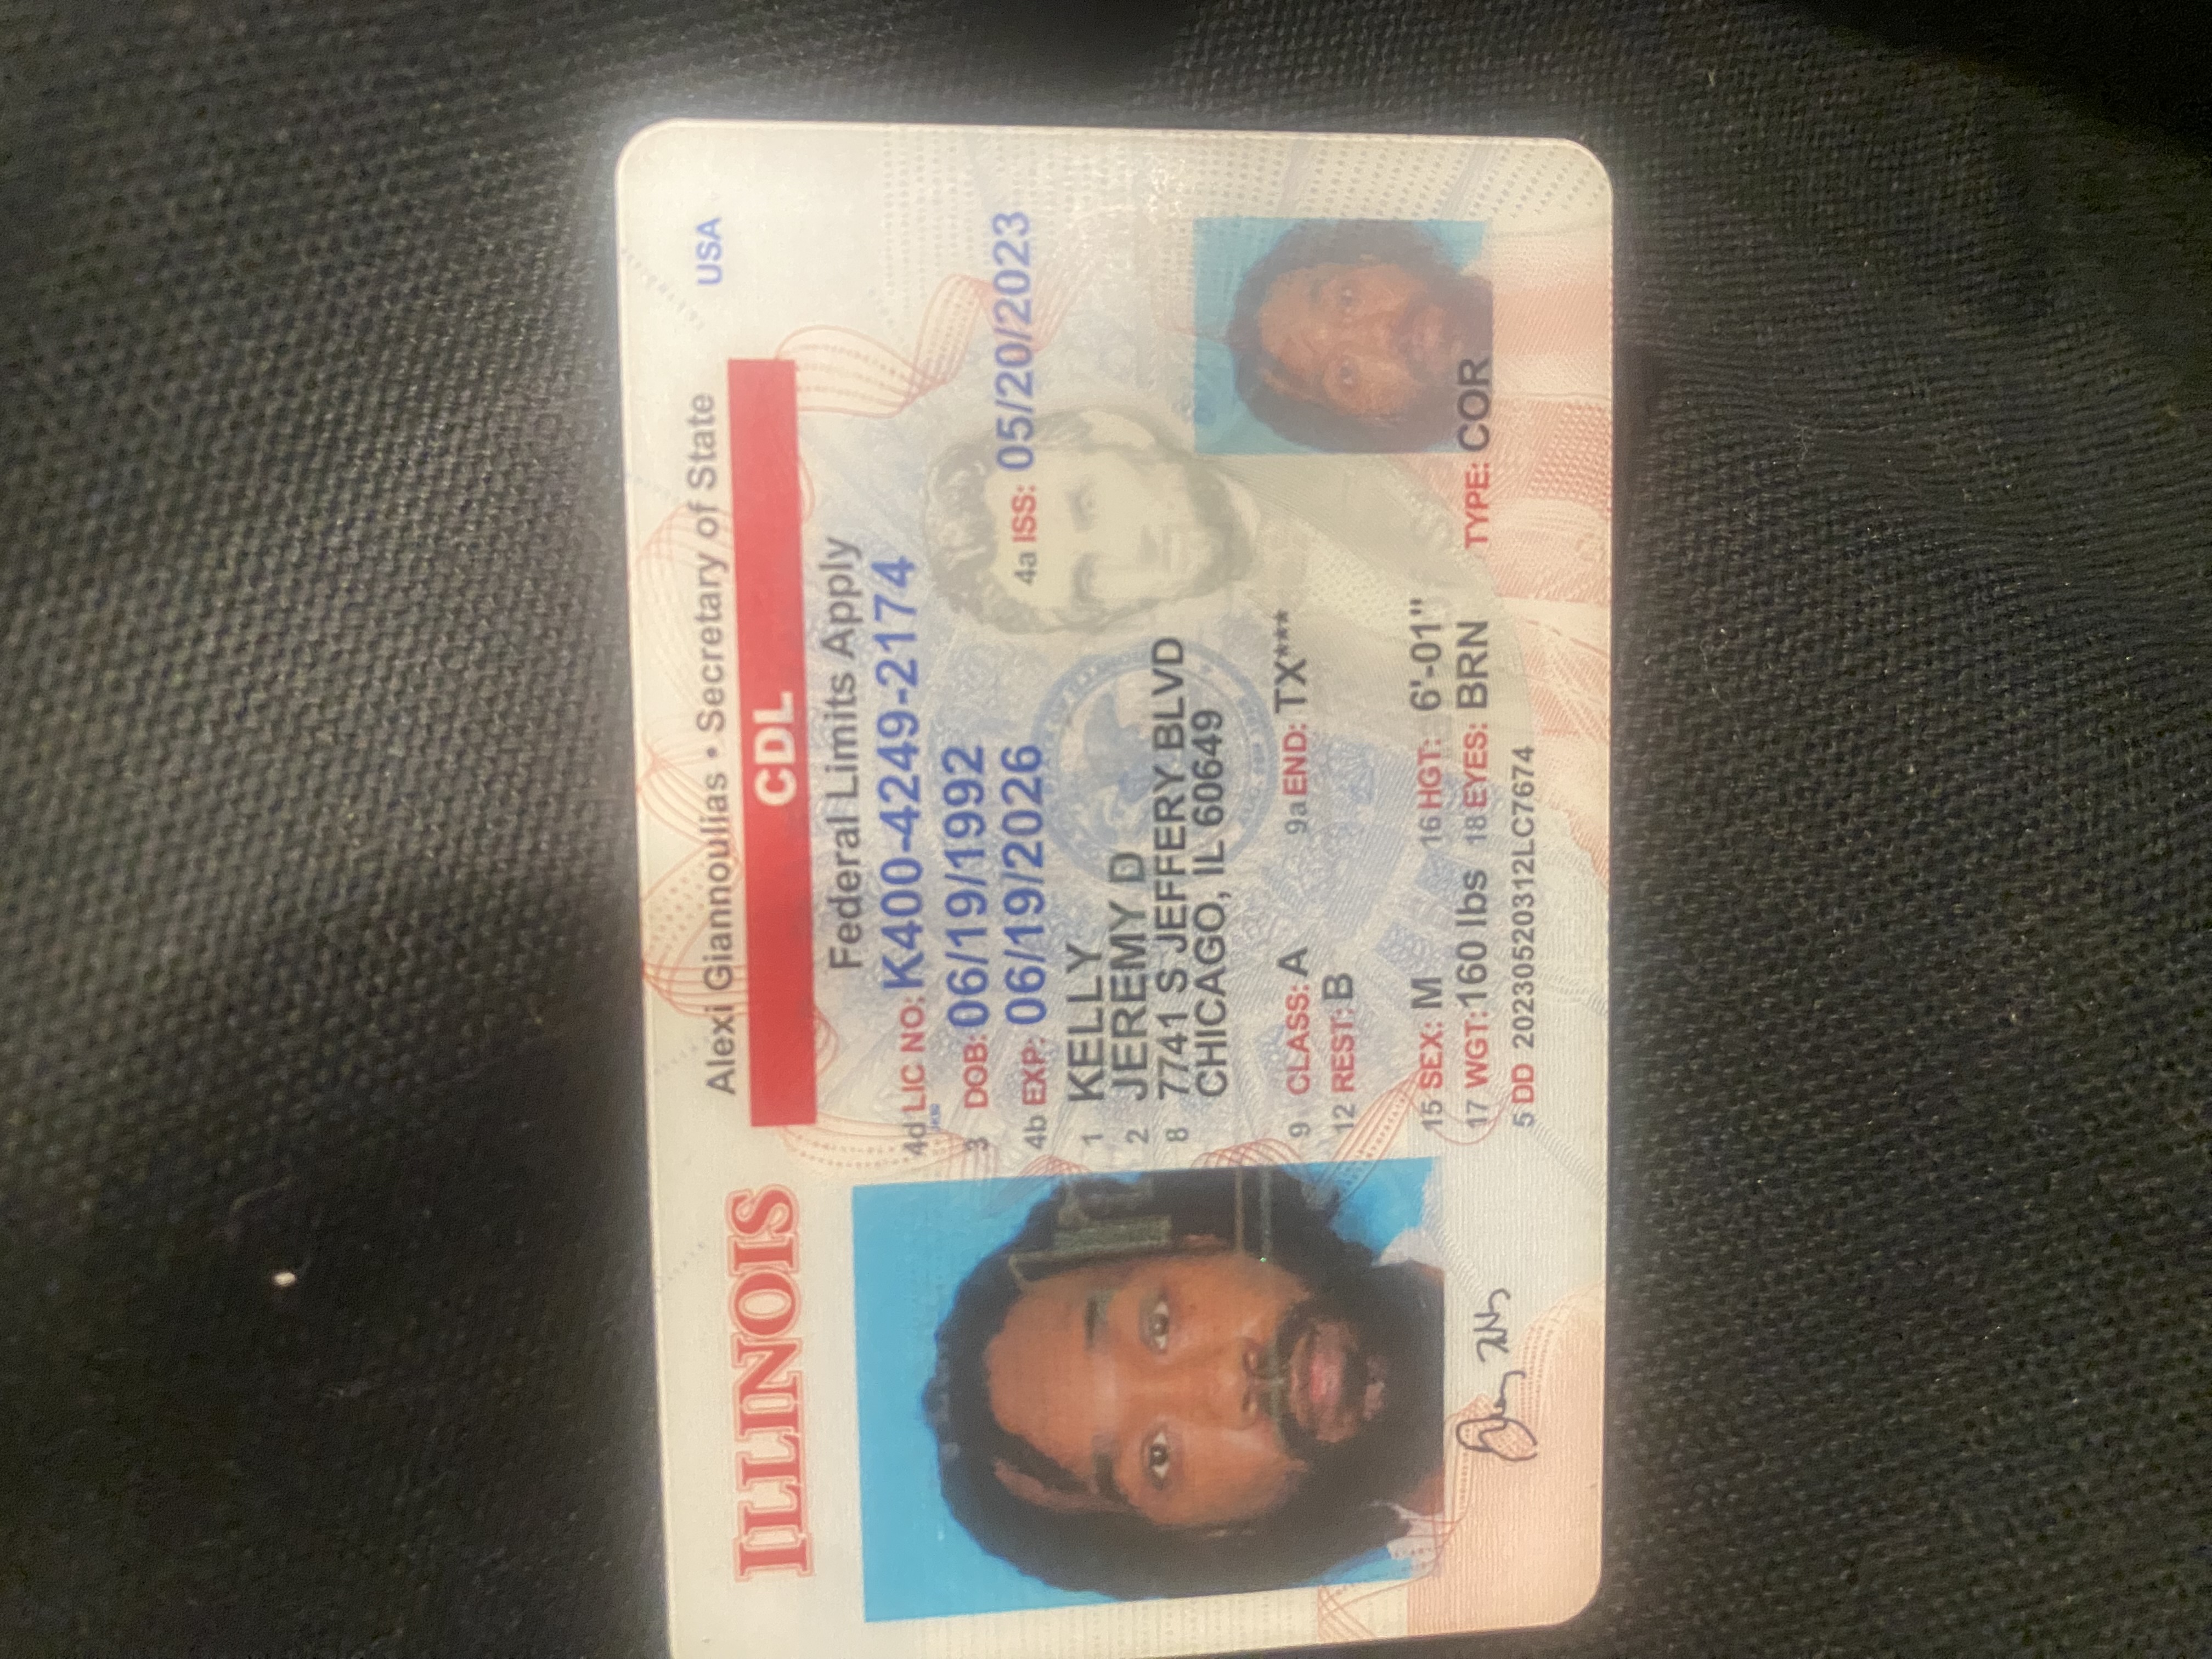 ILLINOIS
Alexi Giannoulias • Secretary of State
USA
CDL
Federal Limits Apply
4d LIC NO: K400-4249-2174
3 DOB: 06/19/1992
4b EXP: 06/19/2026
4a ISS: 05/20/2023
1 KELLY
2 JEREMY D
8 7741 S JEFFERY BLVD
CHICAGO, IL 60649
9 CLASS: A
9a END: TX***
12 REST: B
15 SEX: M
16 HGT: 6'-01"
17 WGT: 160 lbs
18 EYES: BRN
TYPE: COR
5 DD 20230520312LC7674